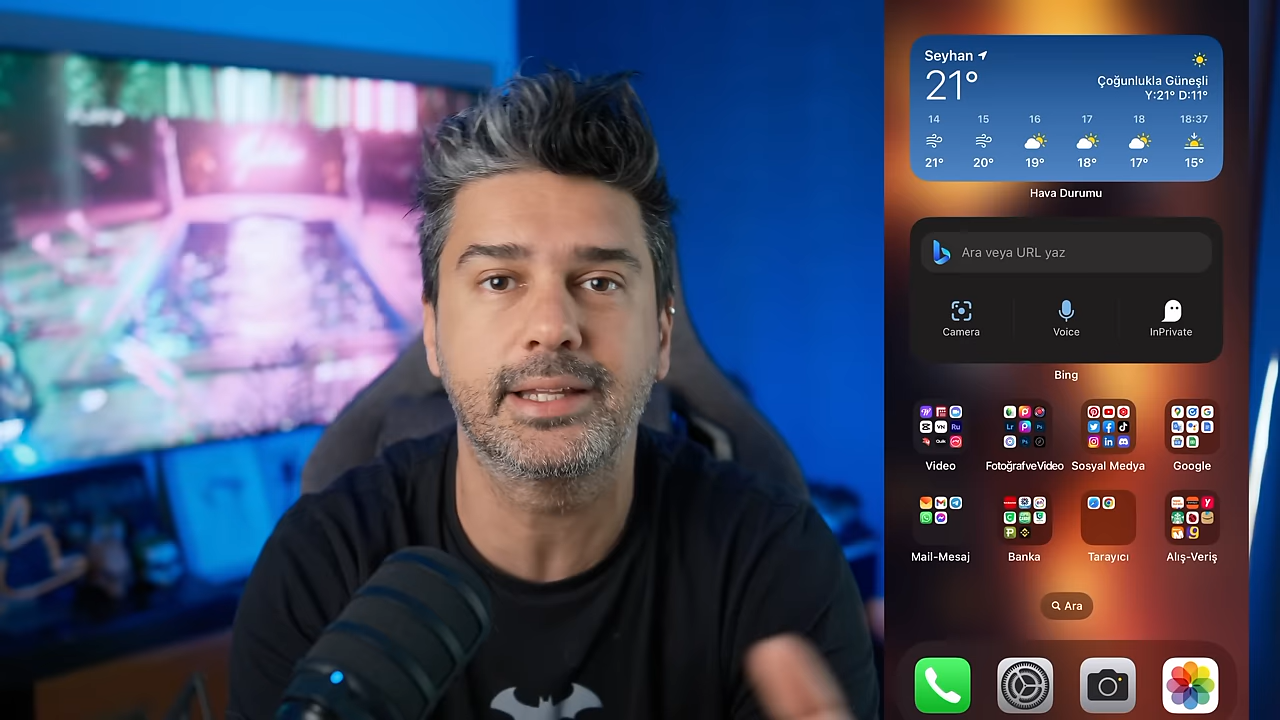 Seyhan
21°
Çoğunlukla Güneşli
Y:21° D:11°
14 15 16 17 18 18:37
21° 20° 19° 18° 17° 15°
Hava Durumu
Ara veya URL yaz
Camera Voice InPrivate
Bing
Video FotoğrafveVideo Sosyal Medya Google
Mail-Mesaj Banka Tarayıcı Alış-Veriş
Ara